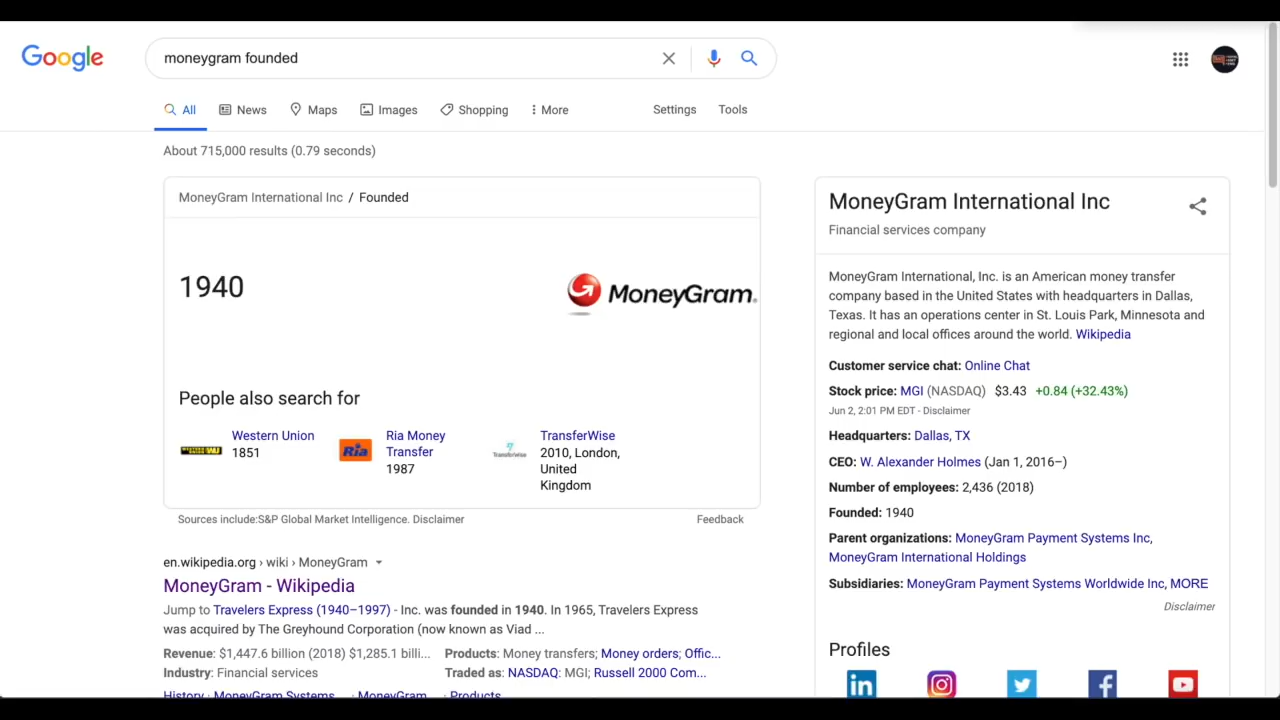 Google
moneygram founded
All
News
Maps
Images
Shopping
More
Settings
Tools
About 715,000 results (0.79 seconds)
MoneyGram International Inc / Founded
1940
MoneyGram.
People also search for
Western Union
1851
Ria
Ria Money
Transfer
1987
TransferWise
TransferWise
2010, London,
United
Kingdom
Sources include:S&P Global Market Intelligence. Disclaimer
Feedback
en.wikipedia.org › wiki › MoneyGram
MoneyGram - Wikipedia
Jump to Travelers Express (1940–1997) - Inc. was founded in 1940. In 1965, Travelers Express
was acquired by The Greyhound Corporation (now known as Viad ...
Revenue: $1,447.6 billion (2018) $1,285.1 billi...
Products: Money transfers; Money orders; Offic...
Industry: Financial services
Traded as: NASDAQ: MGI; Russell 2000 Com...
History · MoneyGram Systems · MoneyGram · Products
MoneyGram International Inc
Financial services company
MoneyGram International, Inc. is an American money transfer
company based in the United States with headquarters in Dallas,
Texas. It has an operations center in St. Louis Park, Minnesota and
regional and local offices around the world. Wikipedia
Customer service chat: Online Chat
Stock price: MGI (NASDAQ) $3.43 +0.84 (+32.43%)
Jun 2, 2:01 PM EDT - Disclaimer
Headquarters: Dallas, TX
CEO: W. Alexander Holmes (Jan 1, 2016–)
Number of employees: 2,436 (2018)
Founded: 1940
Parent organizations: MoneyGram Payment Systems Inc,
MoneyGram International Holdings
Subsidiaries: MoneyGram Payment Systems Worldwide Inc, MORE
Disclaimer
Profiles